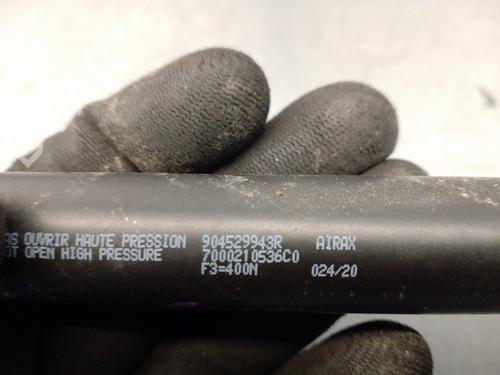 OUVRIR HAUTE PRESSION 904529943R AIRAX
OPEN HIGH PRESSURE 7000210536C0
F3=400N 024/20